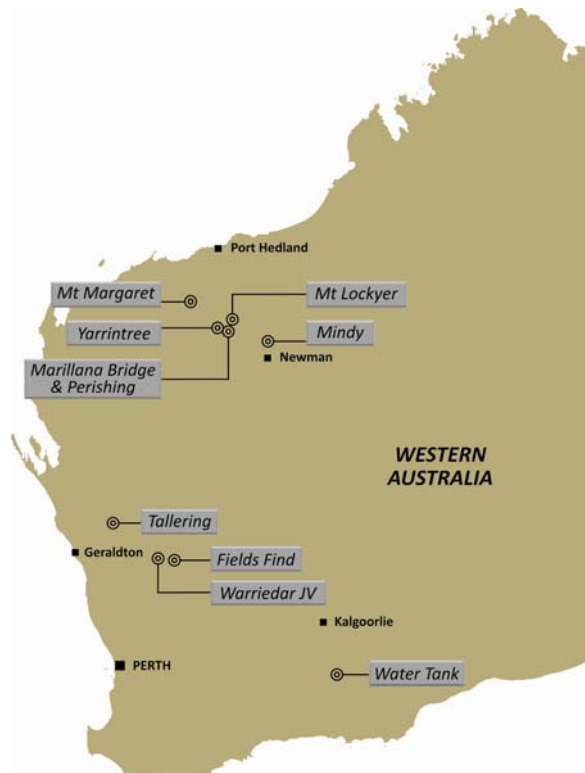 Port Hedland
Mt Margaret
Mt Lockyer
Yarrintree
Mindy
Marillana Bridge
& Perishing
Newman
WESTERN
AUSTRALIA
Tallering
Geraldton
Fields Find
Warriedar JV
Kalgoorlie
PERTH
Water Tank